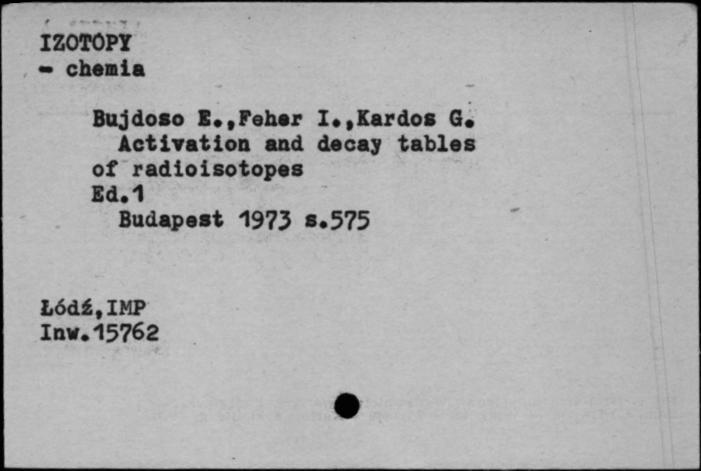 IZOTOPY
- chemia
Bujdoso E.,Feher I.,Kardos G.
Activation and decay tables
of radioisotopes
Ed.1
Budapest 1973 s.575
Łódź,IMP
Inw.15762